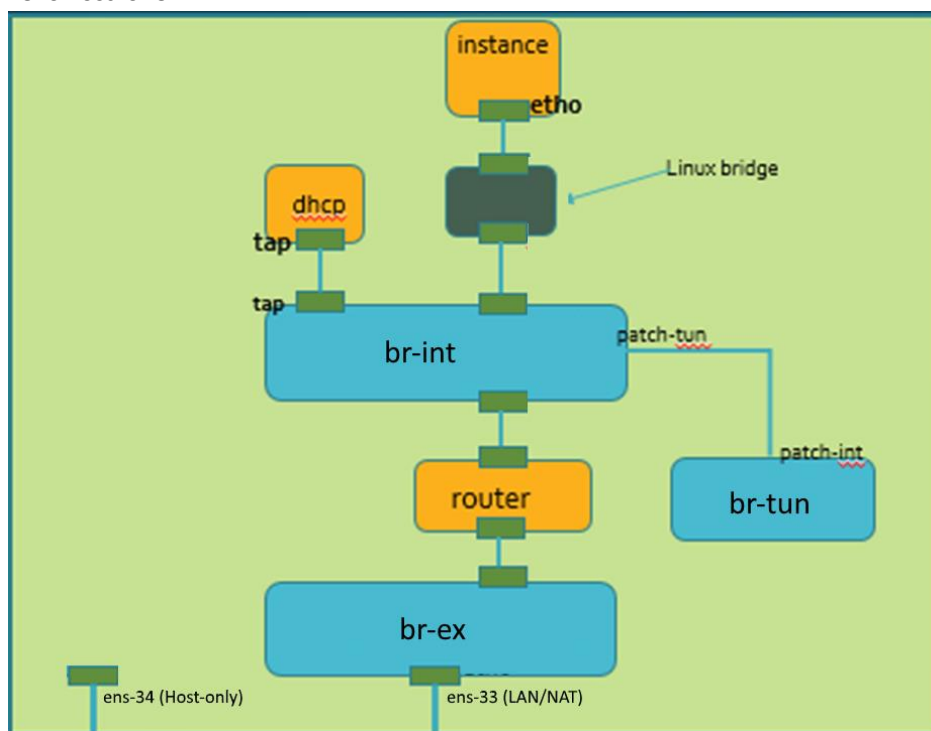 instance
etho
Linux bridge
dhcp
tap
tap
br-int
patch-tun
patch-int
router
br-tun
br-ex
ens-34 (Host-only)
ens-33 (LAN/NAT)